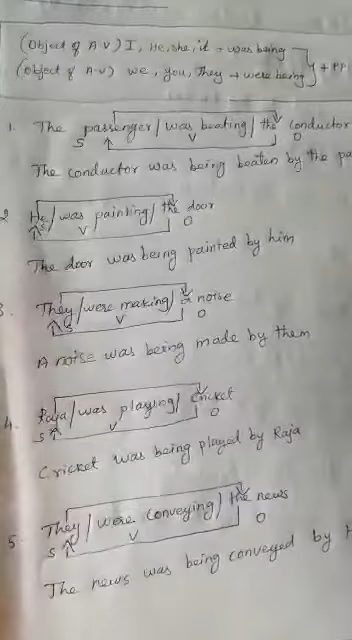 (Object of A.V) I, He, she, it + was being
(Object of A.V) we, you, they + were being } + PP
1. The passenger / was beating / the conductor
S V O
The conductor was being beaten by the
2 He / was painting / the door
S V O
The door was being painted by him
3. They / were making / a noise
S V O
A noise was being made by them
4. Raja / was playing / cricket
S V O
Cricket was being played by Raja
5. They / were conveying / the news
S V O
The news was being conveyed by